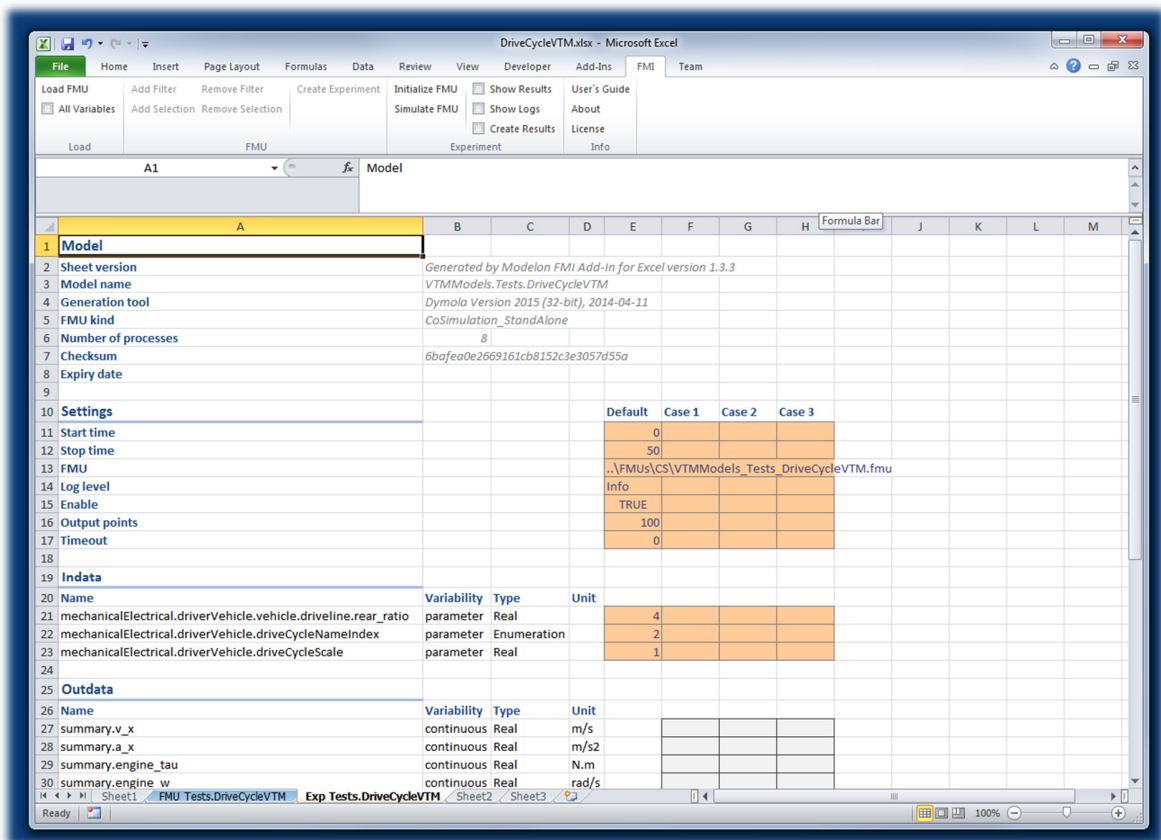 DriveCycleVTM.xlsx - Microsoft Excel
File Home Insert Page Layout Formulas Data Review View Developer Add-Ins FMI Team
Load FMU Add Filter Remove Filter Create Experiment Initialize FMU Show Results User's Guide
All Variables Add Selection Remove Selection Simulate FMU Show Logs About
Create Results License
Load FMU Experiment Info
A1 fx Model
Formula Bar
A B C D E F G H J K L M
1 Model
2 Sheet version Generated by Modelon FMI Add-In for Excel version 1.3.3
3 Model name VTMModels.Tests.DriveCycleVTM
4 Generation tool Dymola Version 2015 (32-bit), 2014-04-11
5 FMU kind CoSimulation_StandAlone
6 Number of processes 8
7 Checksum 6bafea0e2669161cb8152c3e3057d55a
8 Expiry date
9
10 Settings Default Case 1 Case 2 Case 3
11 Start time 0
12 Stop time 50
13 FMU ..\FMUs\CS\VTMModels_Tests_DriveCycleVTM.fmu
14 Log level Info
15 Enable TRUE
16 Output points 100
17 Timeout 0
18
19 Indata
20 Name Variability Type Unit
21 mechanicalElectrical.driverVehicle.vehicle.driveline.rear_ratio parameter Real 4
22 mechanicalElectrical.driverVehicle.driveCycleNameIndex parameter Enumeration 2
23 mechanicalElectrical.driverVehicle.driveCycleScale parameter Real 1
24
25 Outdata
26 Name Variability Type Unit
27 summary.v_x continuous Real m/s
28 summary.a_x continuous Real m/s2
29 summary.engine_tau continuous Real N.m
30 summary.engine_w continuous Real rad/s
Sheet1 FMU Tests.DriveCycleVTM Exp Tests.DriveCycleVTM Sheet2 Sheet3
Ready 100%